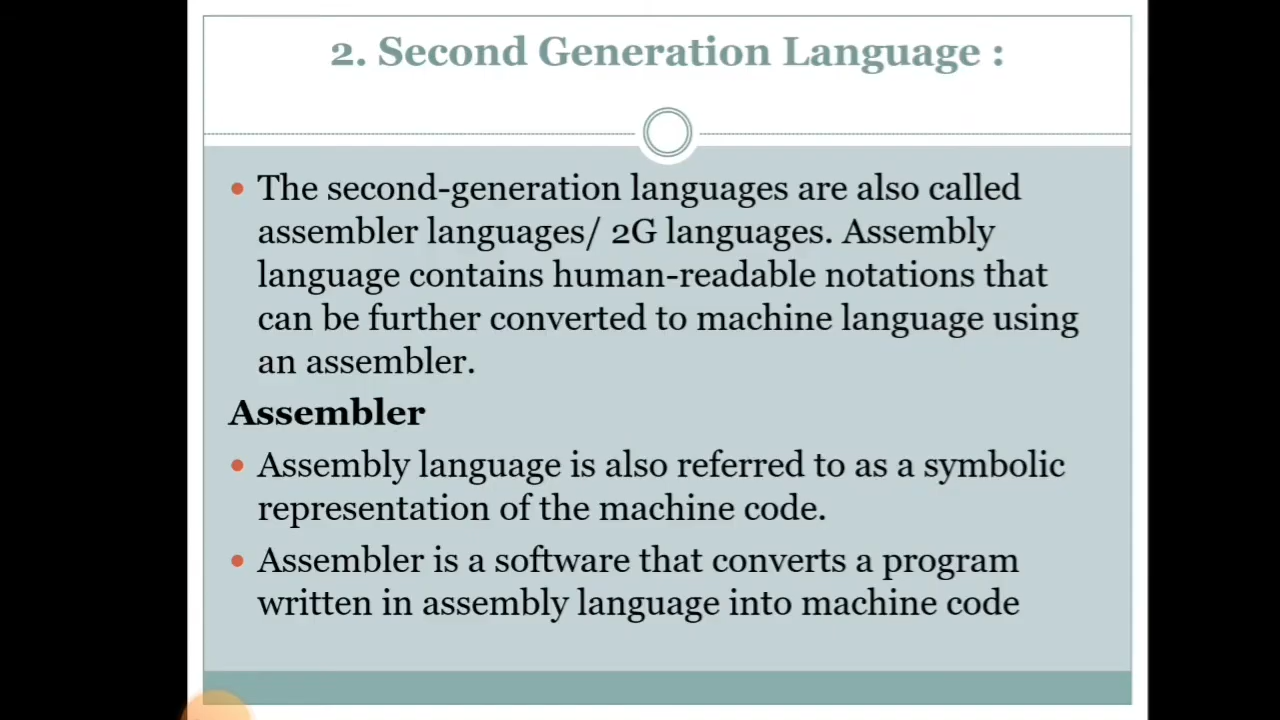 2. Second Generation Language :
• The second-generation languages are also called
assembler languages/ 2G languages. Assembly
language contains human-readable notations that
can be further converted to machine language using
an assembler.
Assembler
• Assembly language is also referred to as a symbolic
representation of the machine code.
• Assembler is a software that converts a program
written in assembly language into machine code